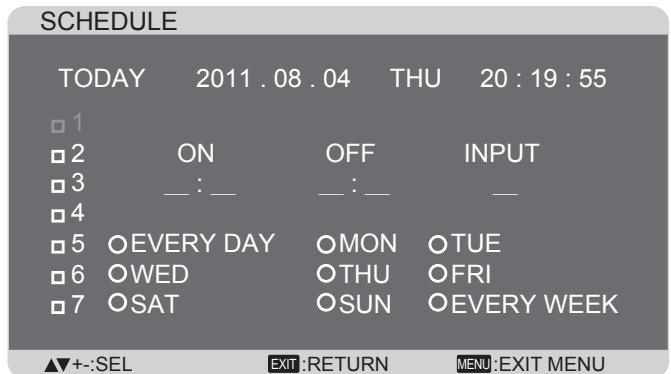 SCHEDULE
TODAY 2011 . 08 . 04 THU 20 : 19 : 55
1
2 ON OFF INPUT
3 __ : __ __ : __ __
4
5 EVERY DAY MON TUE
6 WED THU FRI
7 SAT SUN EVERY WEEK
▲▼+-:SEL EXIT:RETURN MENU:EXIT MENU